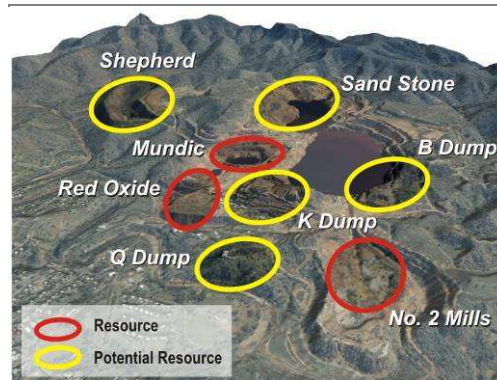 Shepherd
Sand Stone
Mundic
B Dump
Red Oxide
K Dump
Q Dump
No. 2 Mills
Resource
Potential Resource